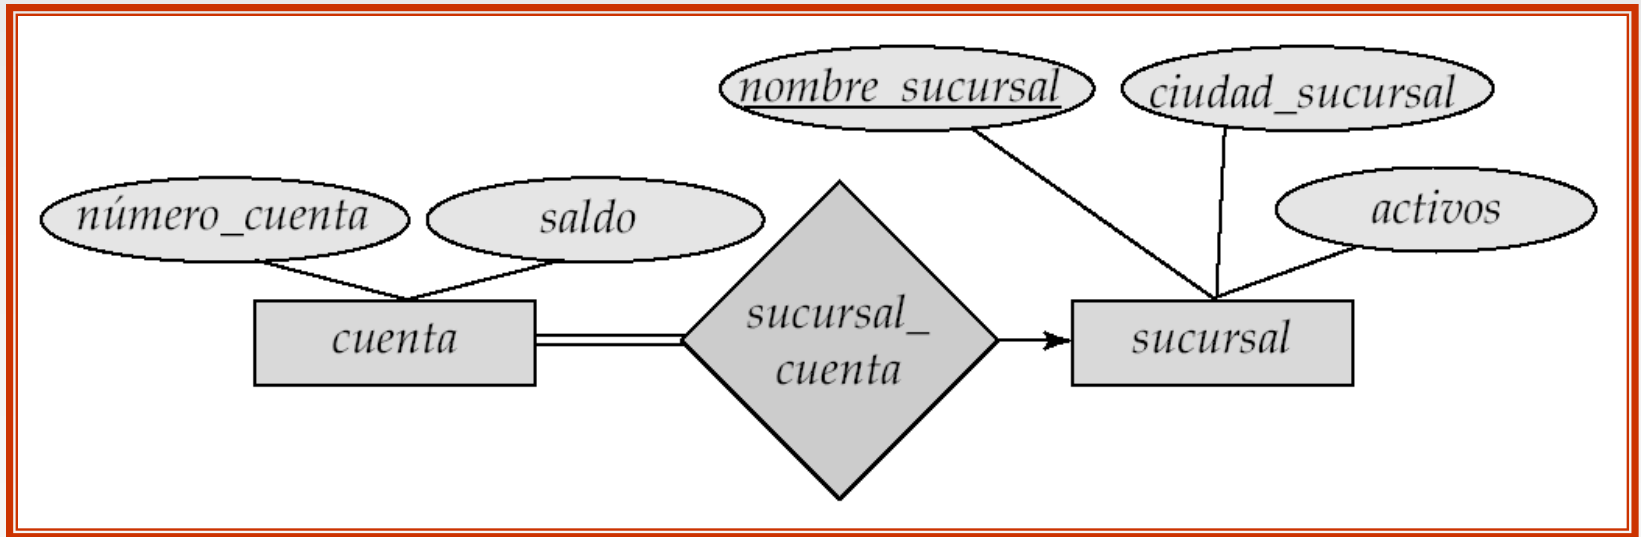 nombre_sucursal
ciudad_sucursal
número_cuenta
saldo
activos
cuenta
sucursal_
cuenta
sucursal